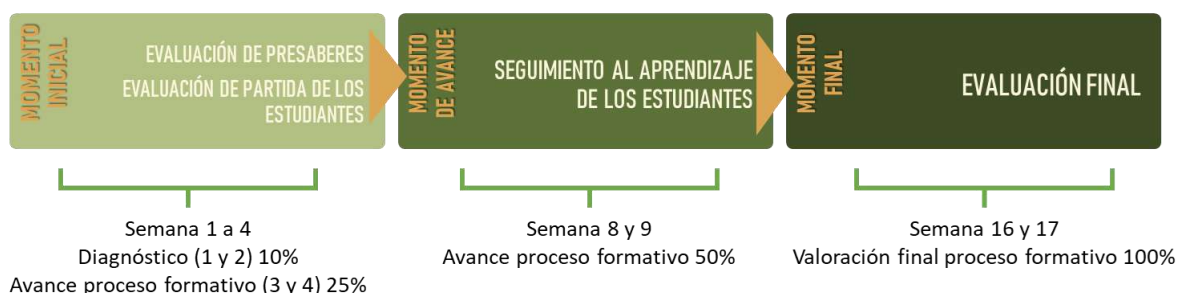 MOMENTO
INICIAL
EVALUACIÓN DE PRESABERES
EVALUACIÓN DE PARTIDA DE LOS
ESTUDIANTES
MOMENTO
DE AVANCE
SEGUIMIENTO AL APRENDIZAJE
DE LOS ESTUDIANTES
MOMENTO
FINAL
EVALUACIÓN FINAL
Semana 1 a 4
Diagnóstico (1 y 2) 10%
Avance proceso formativo (3 y 4) 25%
Semana 8 y 9
Avance proceso formativo 50%
Semana 16 y 17
Valoración final proceso formativo 100%